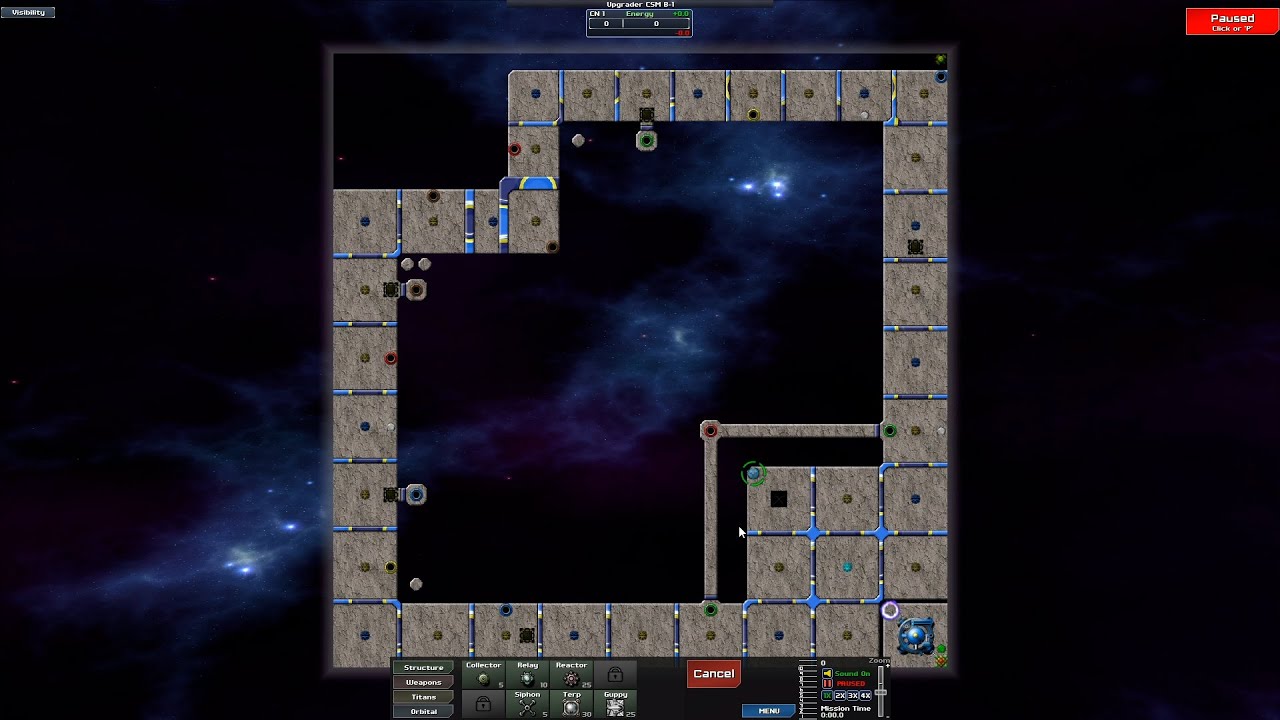 Visibility
Upgrader CSM B-1
CN 1 Energy +0.0
0 0
-0.0
Paused
Click or 'P'
Structure
Weapons
Titans
Orbital
Collector Relay Reactor
5 10 25
Siphon Terp Guppy
5 30 25
Cancel
MENU
0
Zoom
Sound On
PAUSED
1X 2X 3X 4X
Mission Time
0:00.0